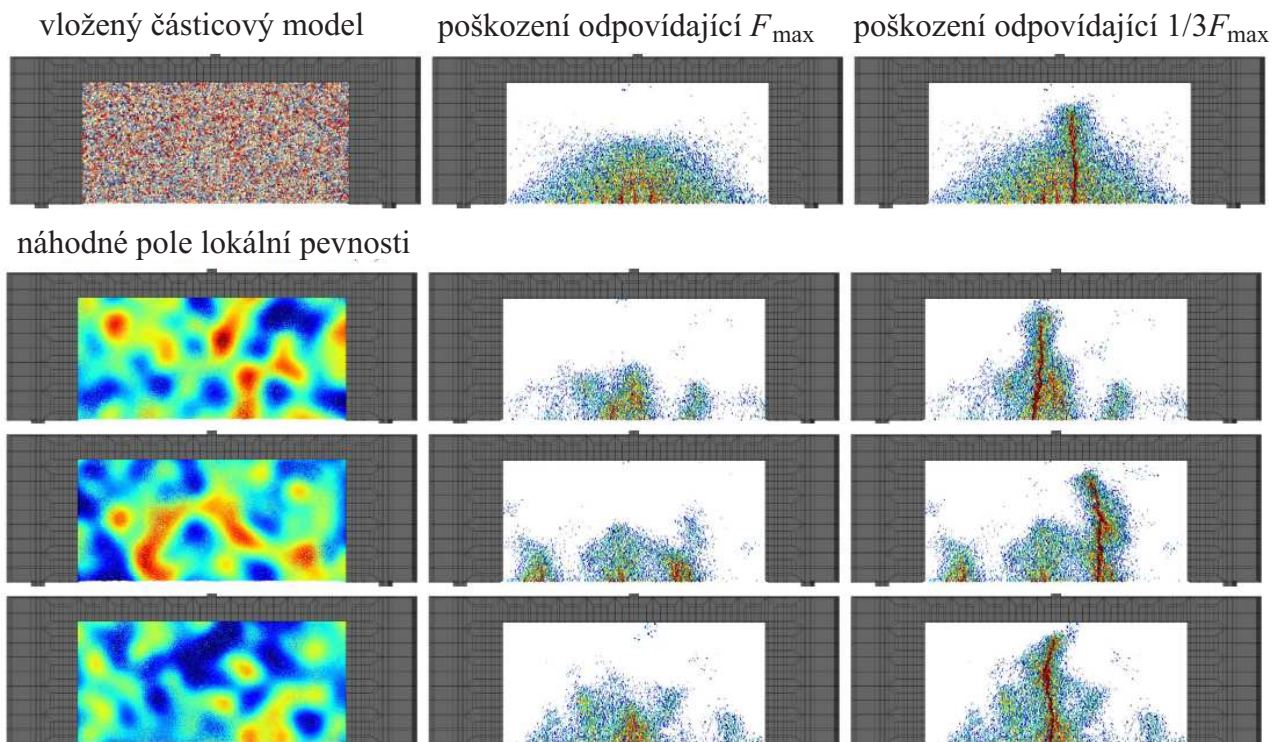 vložený částicový model
poškození odpovídající Fmax
poškození odpovídající 1/3Fmax
náhodné pole lokální pevnosti